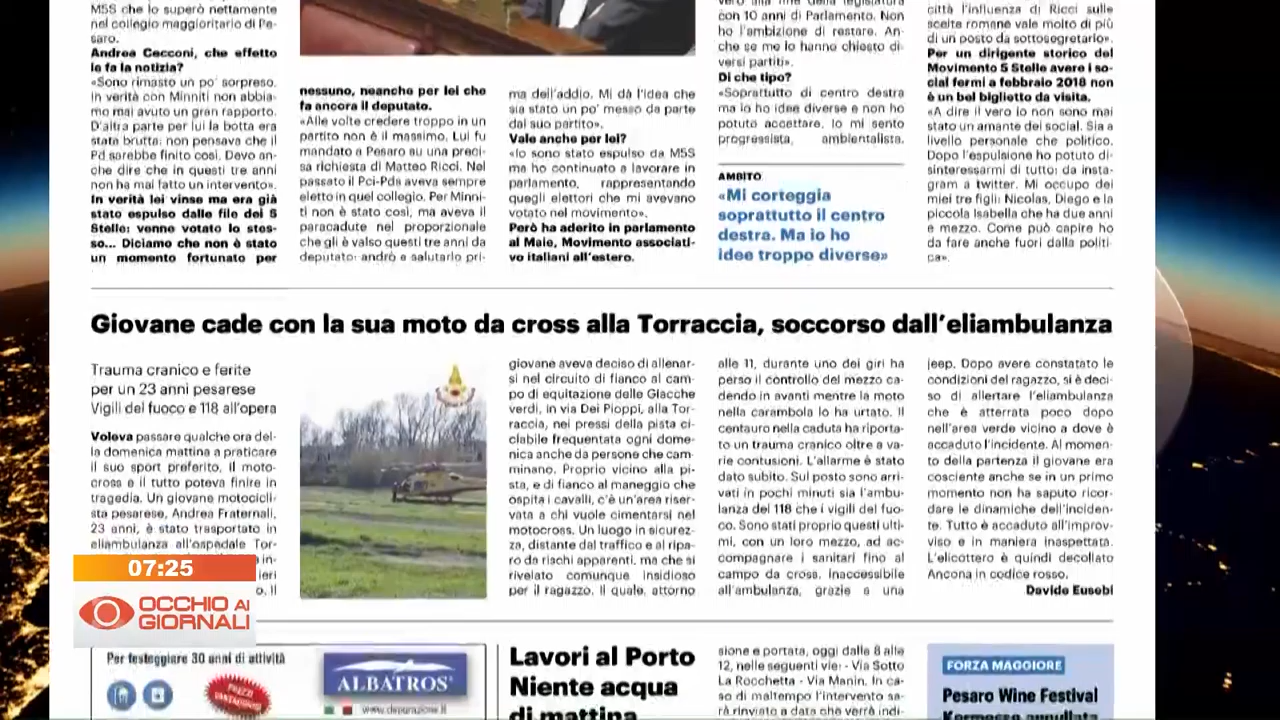 M5S che lo superò nettamente
nel collegio maggioritario di Pe-
saro.
Andrea Cecconi, che effetto
le fa la notizia?
«Sono rimasto un po' sorpreso.
In verità con Minniti non abbia-
mo mai avuto un gran rapporto.
D'altra parte per lui la botta era
stata brutta: non pensava che il
Pd sarebbe finito così. Devo an-
che dire che in questi tre anni
non ha mai fatto un intervento».
In verità lei vinse ma era già
stato espulso dalle file dei 5
Stelle: venne votato lo stes-
so... Diciamo che non è stato
un momento fortunato per
nessuno, neanche per lei che
fa ancora il deputato.
«Alle volte credere troppo in un
partito non è il massimo. Lui fu
mandato a Pesaro su una preci-
sa richiesta di Matteo Ricci. Nel
passato il Pci-Pds aveva sempre
eletto in quel collegio. Per Minni-
ti non è stato così, ma aveva il
paracadute nel proporzionale
che gli è valso questi tre anni da
deputato: andrò a salutarlo pri-
ma dell'addio. Mi dà l'idea che
sia stato un po' messo da parte
dal suo partito».
Vale anche per lei?
«Io sono stato espulso da M5S
ma ho continuato a lavorare in
parlamento, rappresentando
quegli elettori che mi avevano
votato nel movimento».
Però ha aderito in parlamento
al Maie, Movimento associati-
vo italiani all'estero.
vero alla fine della legislatura
con 10 anni di Parlamento. Non
ho l'ambizione di restare. An-
che se me lo hanno chiesto di-
versi partiti».
Di che tipo?
«Soprattutto di centro destra
ma io ho idee diverse e non ho
potuto accettare. Io mi sento
progressista, ambientalista.
AMBITO
«Mi corteggia
soprattutto il centro
destra. Ma io ho
idee troppo diverse»
città l'influenza di Ricci sulle
scelte romane vale molto di più
di un posto da sottosegretario».
Per un dirigente storico del
Movimento 5 Stelle avere i so-
cial fermi a febbraio 2018 non
è un bel biglietto da visita.
«A dire il vero io non sono mai
stato un amante dei social. Sia a
livello personale che politico.
Dopo l'espulsione ho potuto di-
sinteressarmi di tutto: da insta-
gram a twitter. Mi occupo dei
miei tre figli: Nicolas, Diego e la
piccola Isabella che ha due anni
e mezzo. Come può capire ho
da fare anche fuori dalla politi-
ca».
Giovane cade con la sua moto da cross alla Torraccia, soccorso dall'eliambulanza
Trauma cranico e ferite
per un 23 anni pesarese
Vigili del fuoco e 118 all'opera
Voleva passare qualche ora del-
la domenica mattina a praticare
il suo sport preferito, il moto-
cross e il tutto poteva finire in
tragedia. Un giovane motocicli-
sta pesarese, Andrea Fraternali,
23 anni, è stato trasportato in
eliambulanza all'ospedale Tor-
in-
ieri
o. Il
giovane aveva deciso di allenar-
si nel circuito di fianco al cam-
po di equitazione delle Giacche
verdi, in via Dei Pioppi, alla Tor-
raccia, nei pressi della pista ci-
clabile frequentata ogni dome-
nica anche da persone che cam-
minano. Proprio vicino alla pi-
sta, e di fianco al maneggio che
ospita i cavalli, c'è un'area riser-
vata a chi vuole cimentarsi nel
motocross. Un luogo in sicurez-
za, distante dal traffico e al ripa-
ro da rischi apparenti, ma che si
rivelato comunque insidioso
per il ragazzo. Il quale, attorno
alle 11, durante uno dei giri ha
perso il controllo del mezzo ca-
dendo in avanti mentre la moto
nella carambola lo ha urtato. Il
centauro nella caduta ha riporta-
to un trauma cranico oltre a va-
rie contusioni. L'allarme è stato
dato subito. Sul posto sono arri-
vati in pochi minuti sia l'ambu-
lanza del 118 che i vigili del fuo-
co. Sono stati proprio questi ulti-
mi, con un loro mezzo, ad ac-
compagnare i sanitari fino al
campo da cross, inaccessibile
all'ambulanza, grazie a una
jeep. Dopo avere constatato le
condizioni del ragazzo, si è deci-
so di allertare l'eliambulanza
che è atterrata poco dopo
nell'area verde vicino a dove è
accaduto l'incidente. Al momen-
to della partenza il giovane era
cosciente anche se in un primo
momento non ha saputo ricor-
dare le dinamiche dell'inciden-
te. Tutto è accaduto all'improv-
viso e in maniera inaspettata.
L'elicottero è quindi decollato
Ancona in codice rosso.
Davide Eusebi
07:25
OCCHIO AI
GIORNALI
Per festeggiare 30 anni di attività
PREZZI
VANTAGGIOSI
ALBATROS
www.depurazione.it
Lavori al Porto
Niente acqua
di mattina
sione e portata, oggi dalle 8 alle
12, nelle seguenti vie: - Via Sotto
La Rocchetta - Via Manin. In ca-
so di maltempo l'intervento sa-
rà rinviato a data che verrà indi-
FORZA MAGGIORE
Pesaro Wine Festival
Kermesse annullata